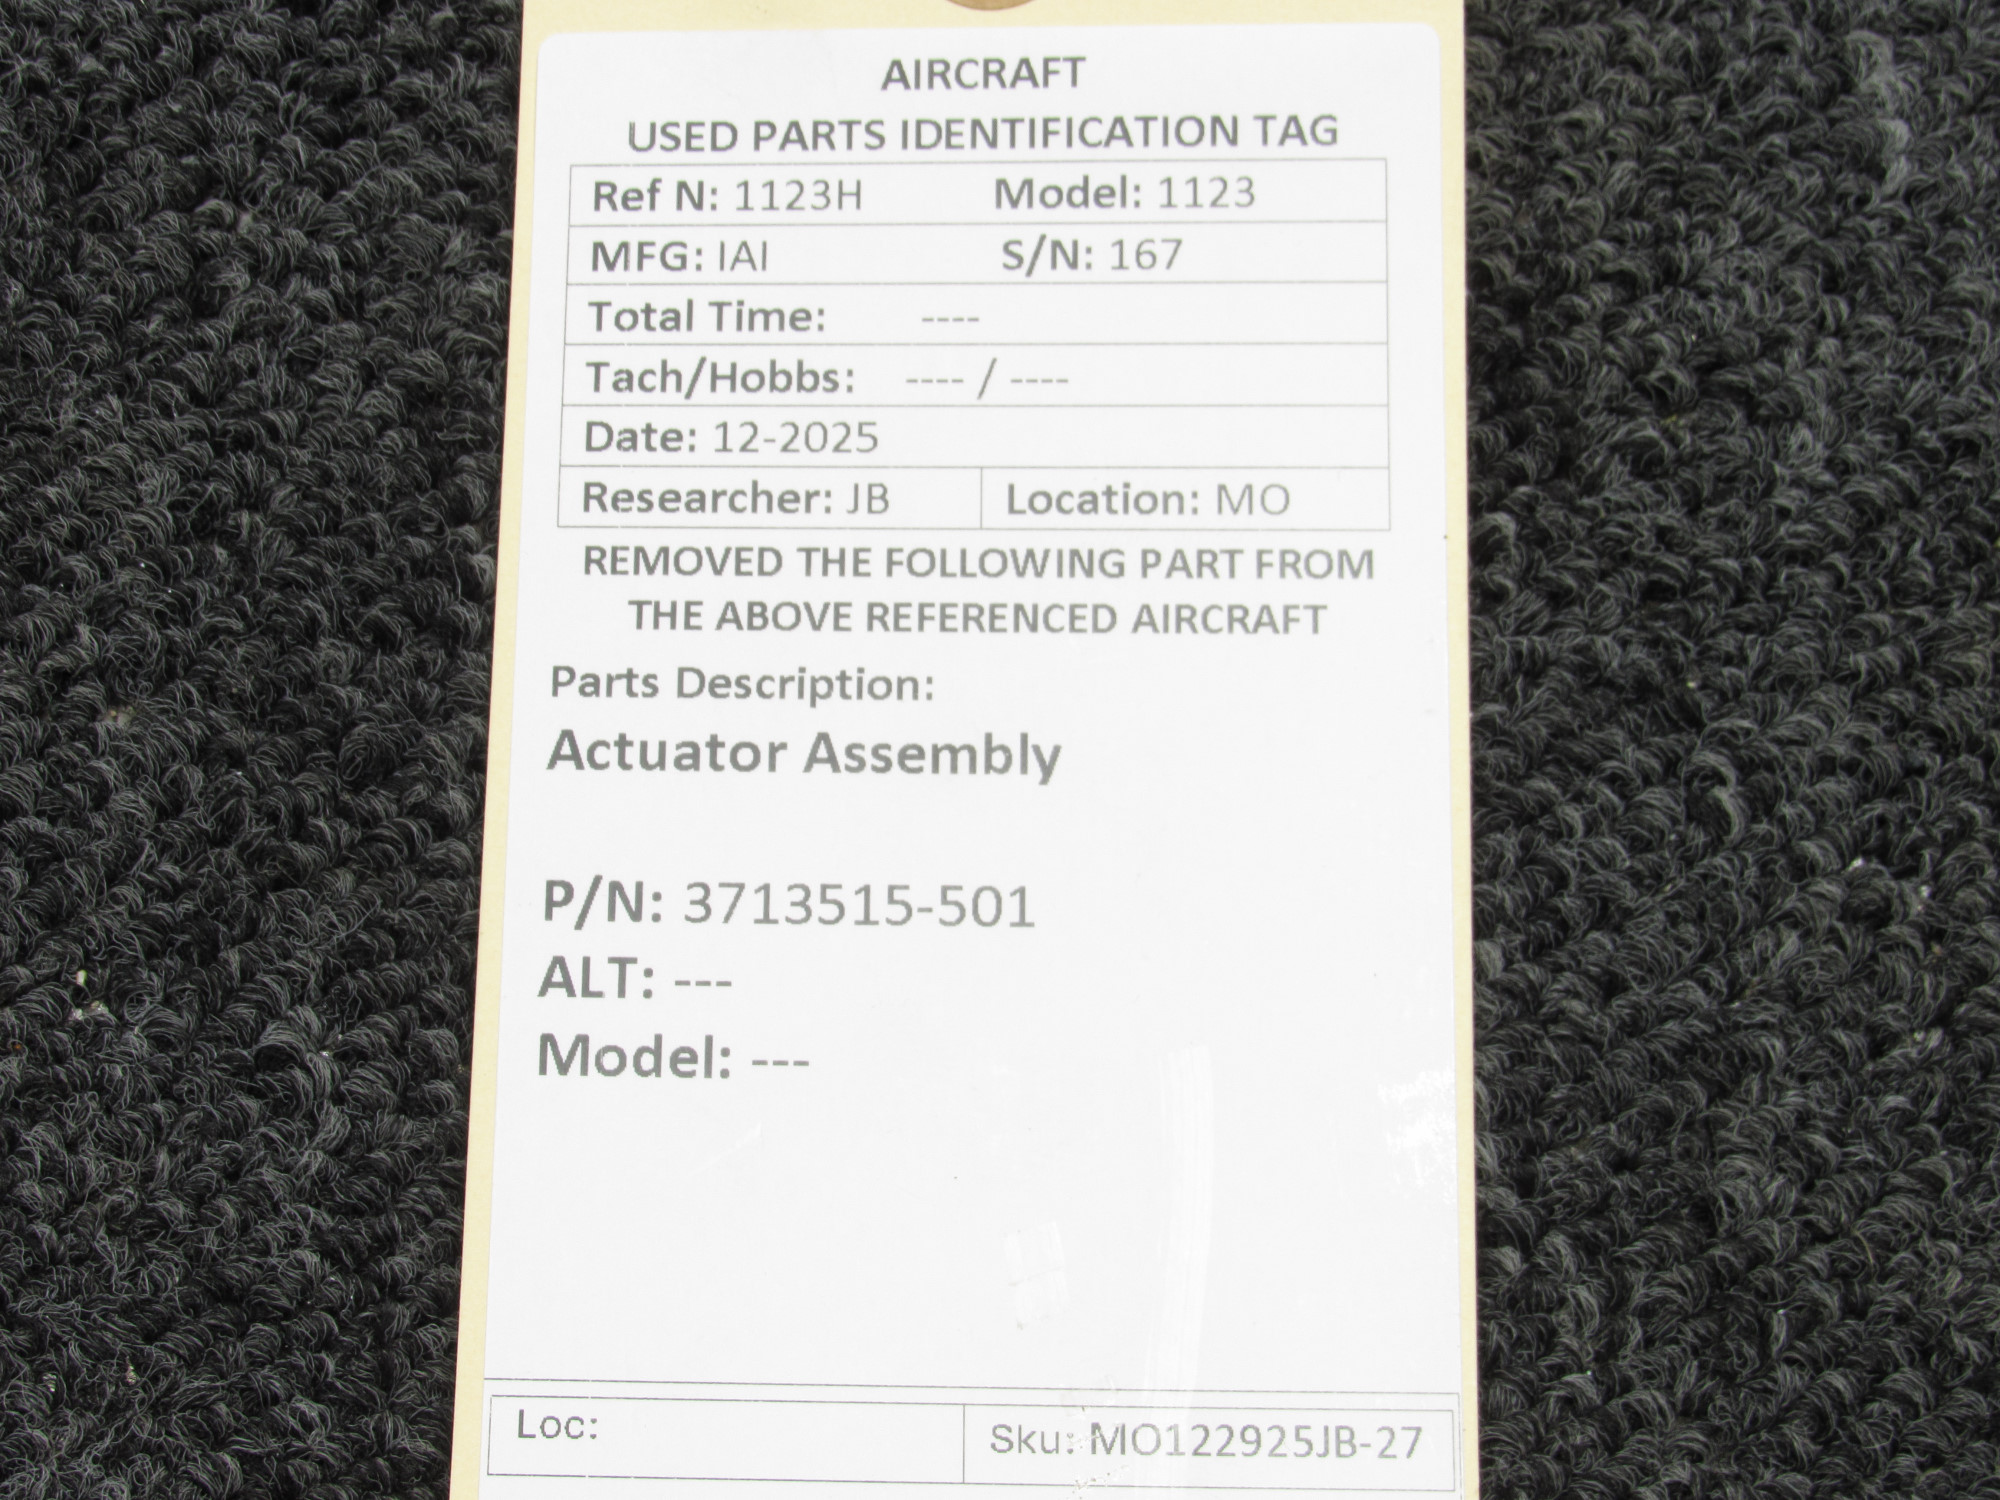 AIRCRAFT
USED PARTS IDENTIFICATION TAG
Ref N: 1123H Model: 1123
MFG: IAI S/N: 167
Total Time: ----
Tach/Hobbs: ---- / ----
Date: 12-2025
Researcher: JB Location: MO
REMOVED THE FOLLOWING PART FROM
THE ABOVE REFERENCED AIRCRAFT
Parts Description:
Actuator Assembly
P/N: 3713515-501
ALT: ---
Model: ---
Loc: Sku: MO122925JB-27